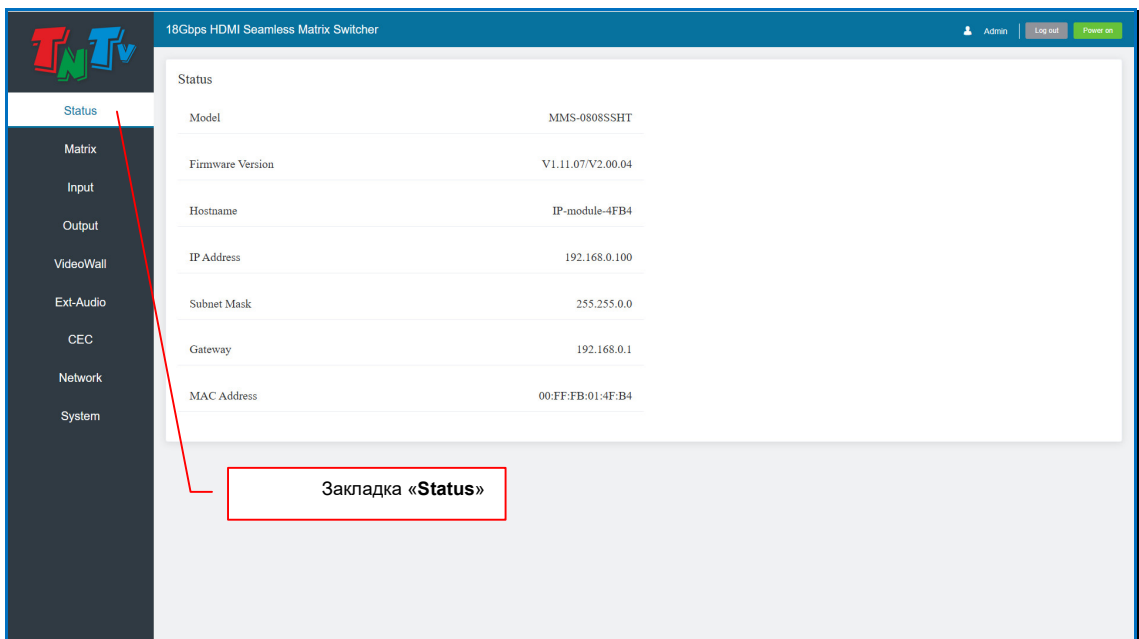 TNTv
18Gbps HDMI Seamless Matrix Switcher
Admin
Log out
Power on
Status
Matrix
Input
Output
VideoWall
Ext-Audio
CEC
Network
System
Status
Model MMS-0808SSHT
Firmware Version V1.11.07/V2.00.04
Hostname IP-module-4FB4
IP Address 192.168.0.100
Subnet Mask 255.255.0.0
Gateway 192.168.0.1
MAC Address 00:FF:FB:01:4F:B4
Закладка «Status»